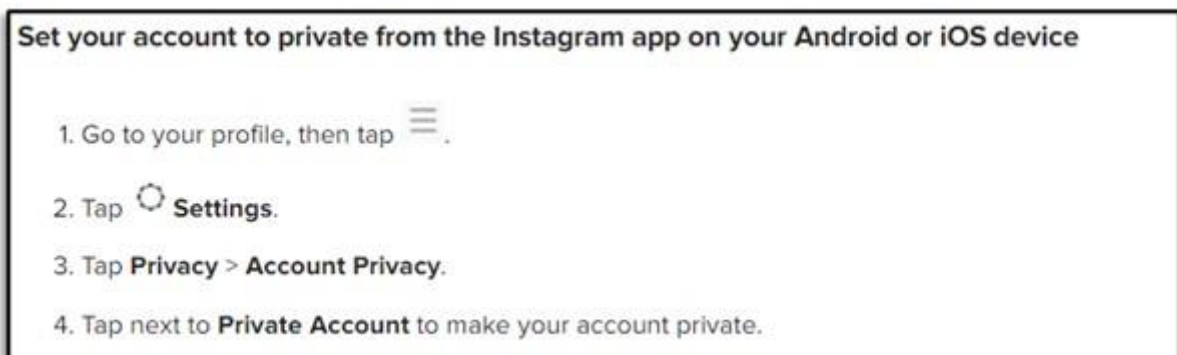 Set your account to private from the Instagram app on your Android or iOS device
1. Go to your profile, then tap .
2. Tap Settings.
3. Tap Privacy > Account Privacy.
4. Tap next to Private Account to make your account private.